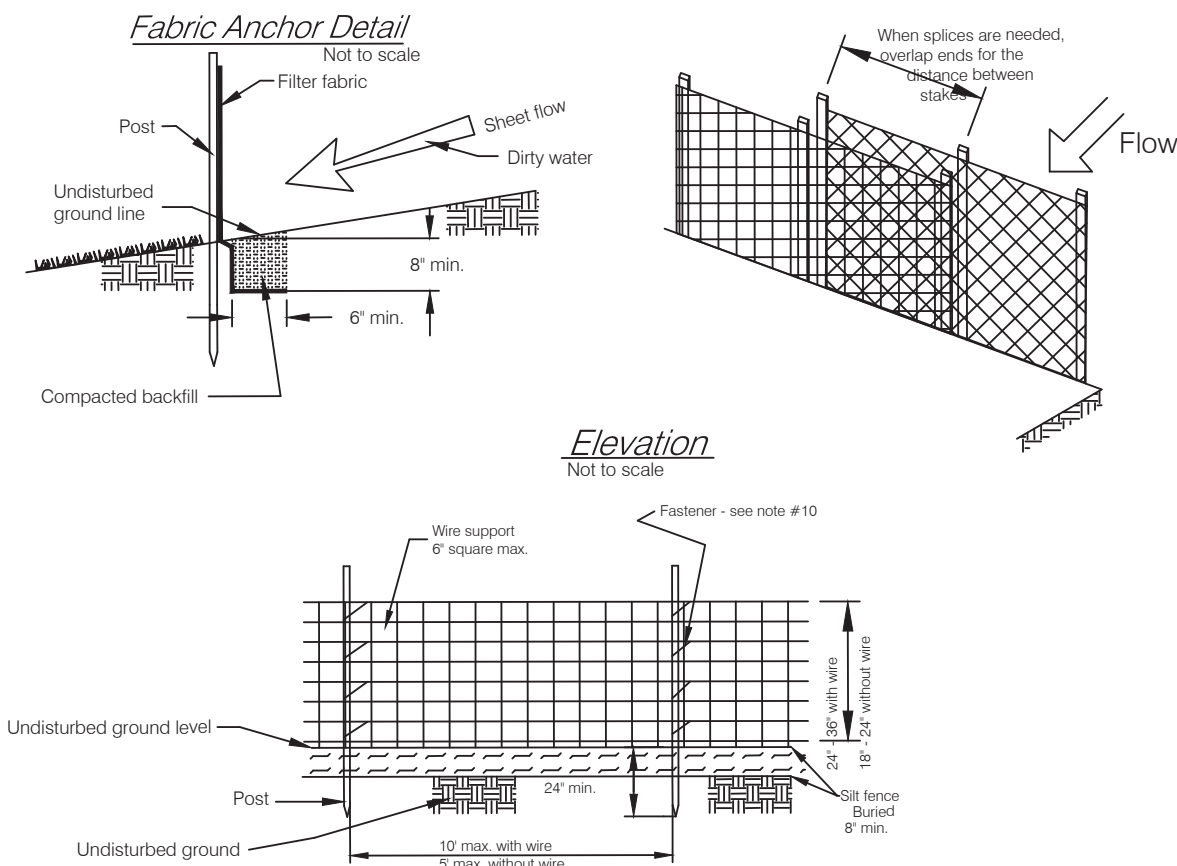 Fabric Anchor Detail
Not to scale
Filter fabric
Post
Sheet flow
Dirty water
Undisturbed
ground line
8" min.
6" min.
Compacted backfill
When splices are needed,
overlap ends for the
distance between
stakes
Flow
Elevation
Not to scale
Fastener - see note #10
Wire support
6" square max.
24" - 36" with wire
18" - 24" without wire
Undisturbed ground level
24" min.
Post
Silt fence
Buried
8" min.
Undisturbed ground
10' max. with wire
5' max. without wire